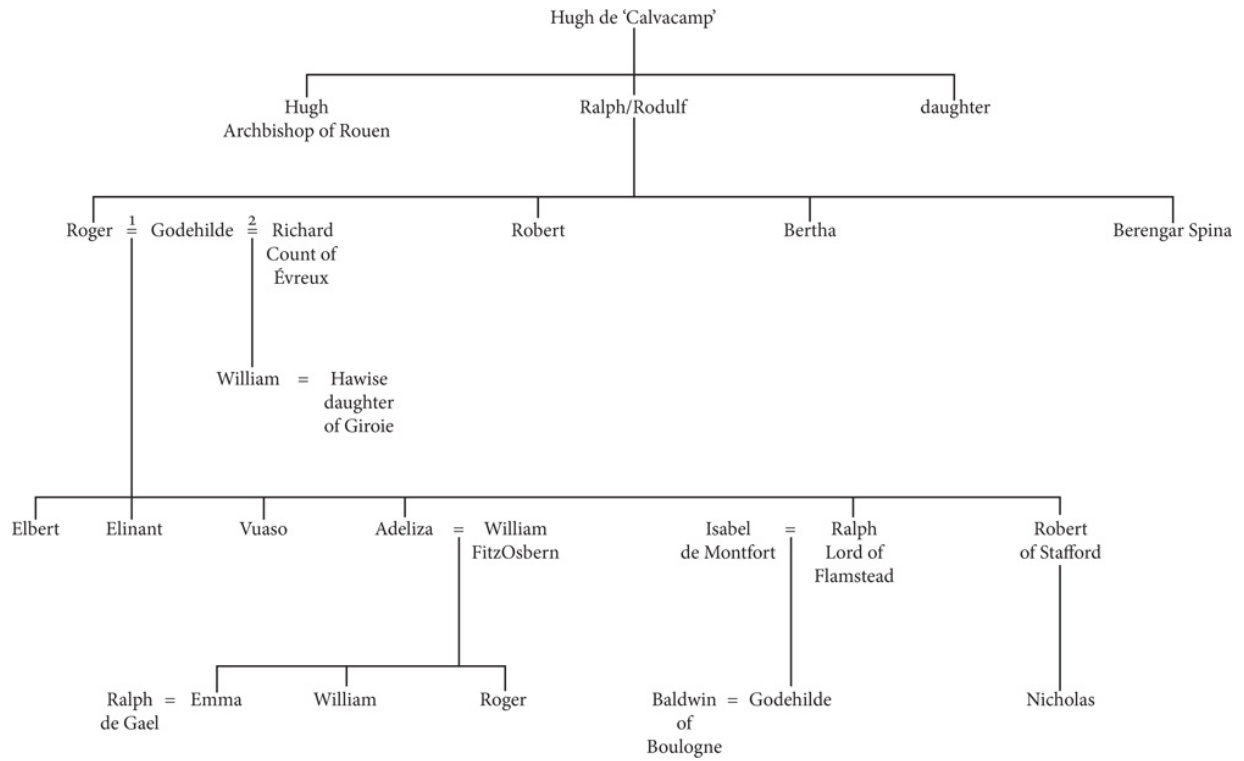 Hugh de ‘Calvacamp’
Hugh
Archbishop of Rouen
Ralph/Rodulf
daughter
Roger 1 = Godehilde 2 = Richard
Count of
Évreux
Robert
Bertha
Berengar Spina
William = Hawise
daughter
of Giroie
Elbert
Elinant
Vuaso
Adeliza = William
FitzOsbern
Isabel
de Montfort
= Ralph
Lord of
Flamstead
Robert
of Stafford
Ralph
de Gael
= Emma
William
Roger
Baldwin
of
Boulogne
= Godehilde
Nicholas